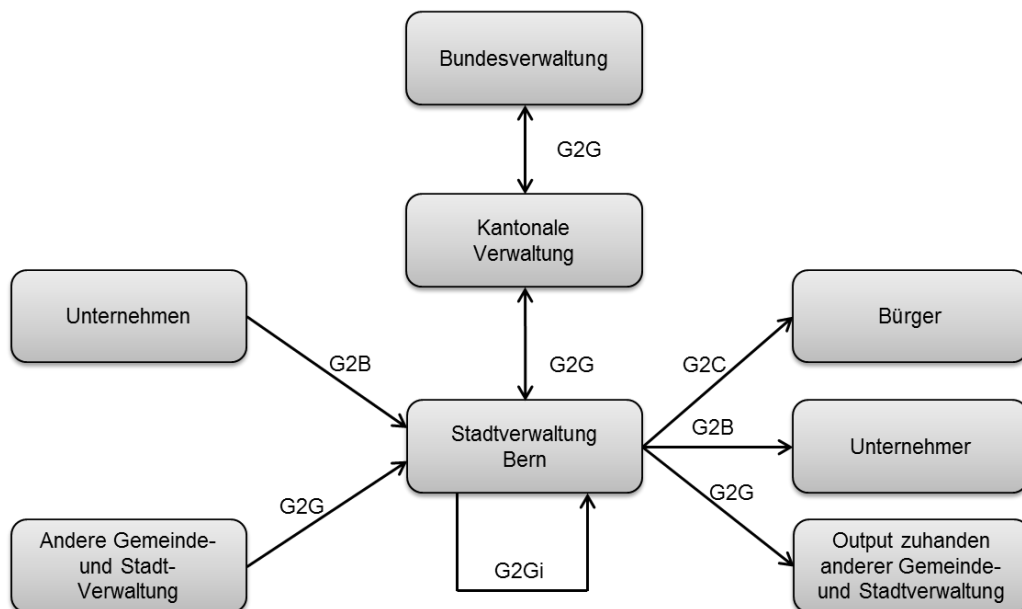 Bundesverwaltung
G2G
Kantonale
Verwaltung
Unternehmen
Bürger
G2B
G2G
G2C
Stadtverwaltung
Bern
G2B
Unternehmer
G2G
G2G
Andere Gemeinde-
und Stadt-
Verwaltung
G2Gi
Output zuhanden
anderer Gemeinde-
und Stadtverwaltung